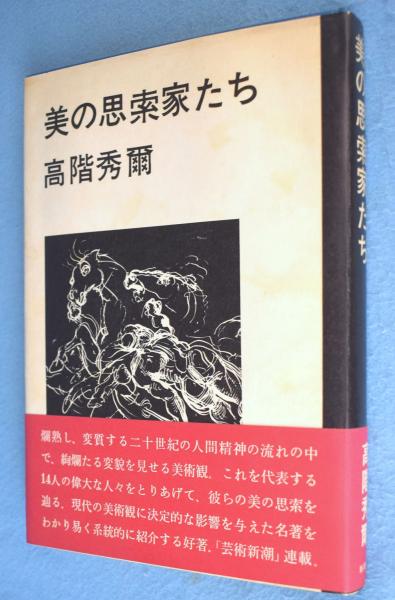 美の思索家たち
高階秀爾
爛熟し、変質する二十世紀の人間精神の流れの中
で、絢爛たる変貌を見せる美術観。これを代表する
14人の偉大な人々をとりあげて、彼らの美の思索を
辿る。現代の美術観に決定的な影響を与えた名著を
わかり易く系統的に紹介する好著。「芸術新潮」連載。
美の思索家たち
高階秀爾